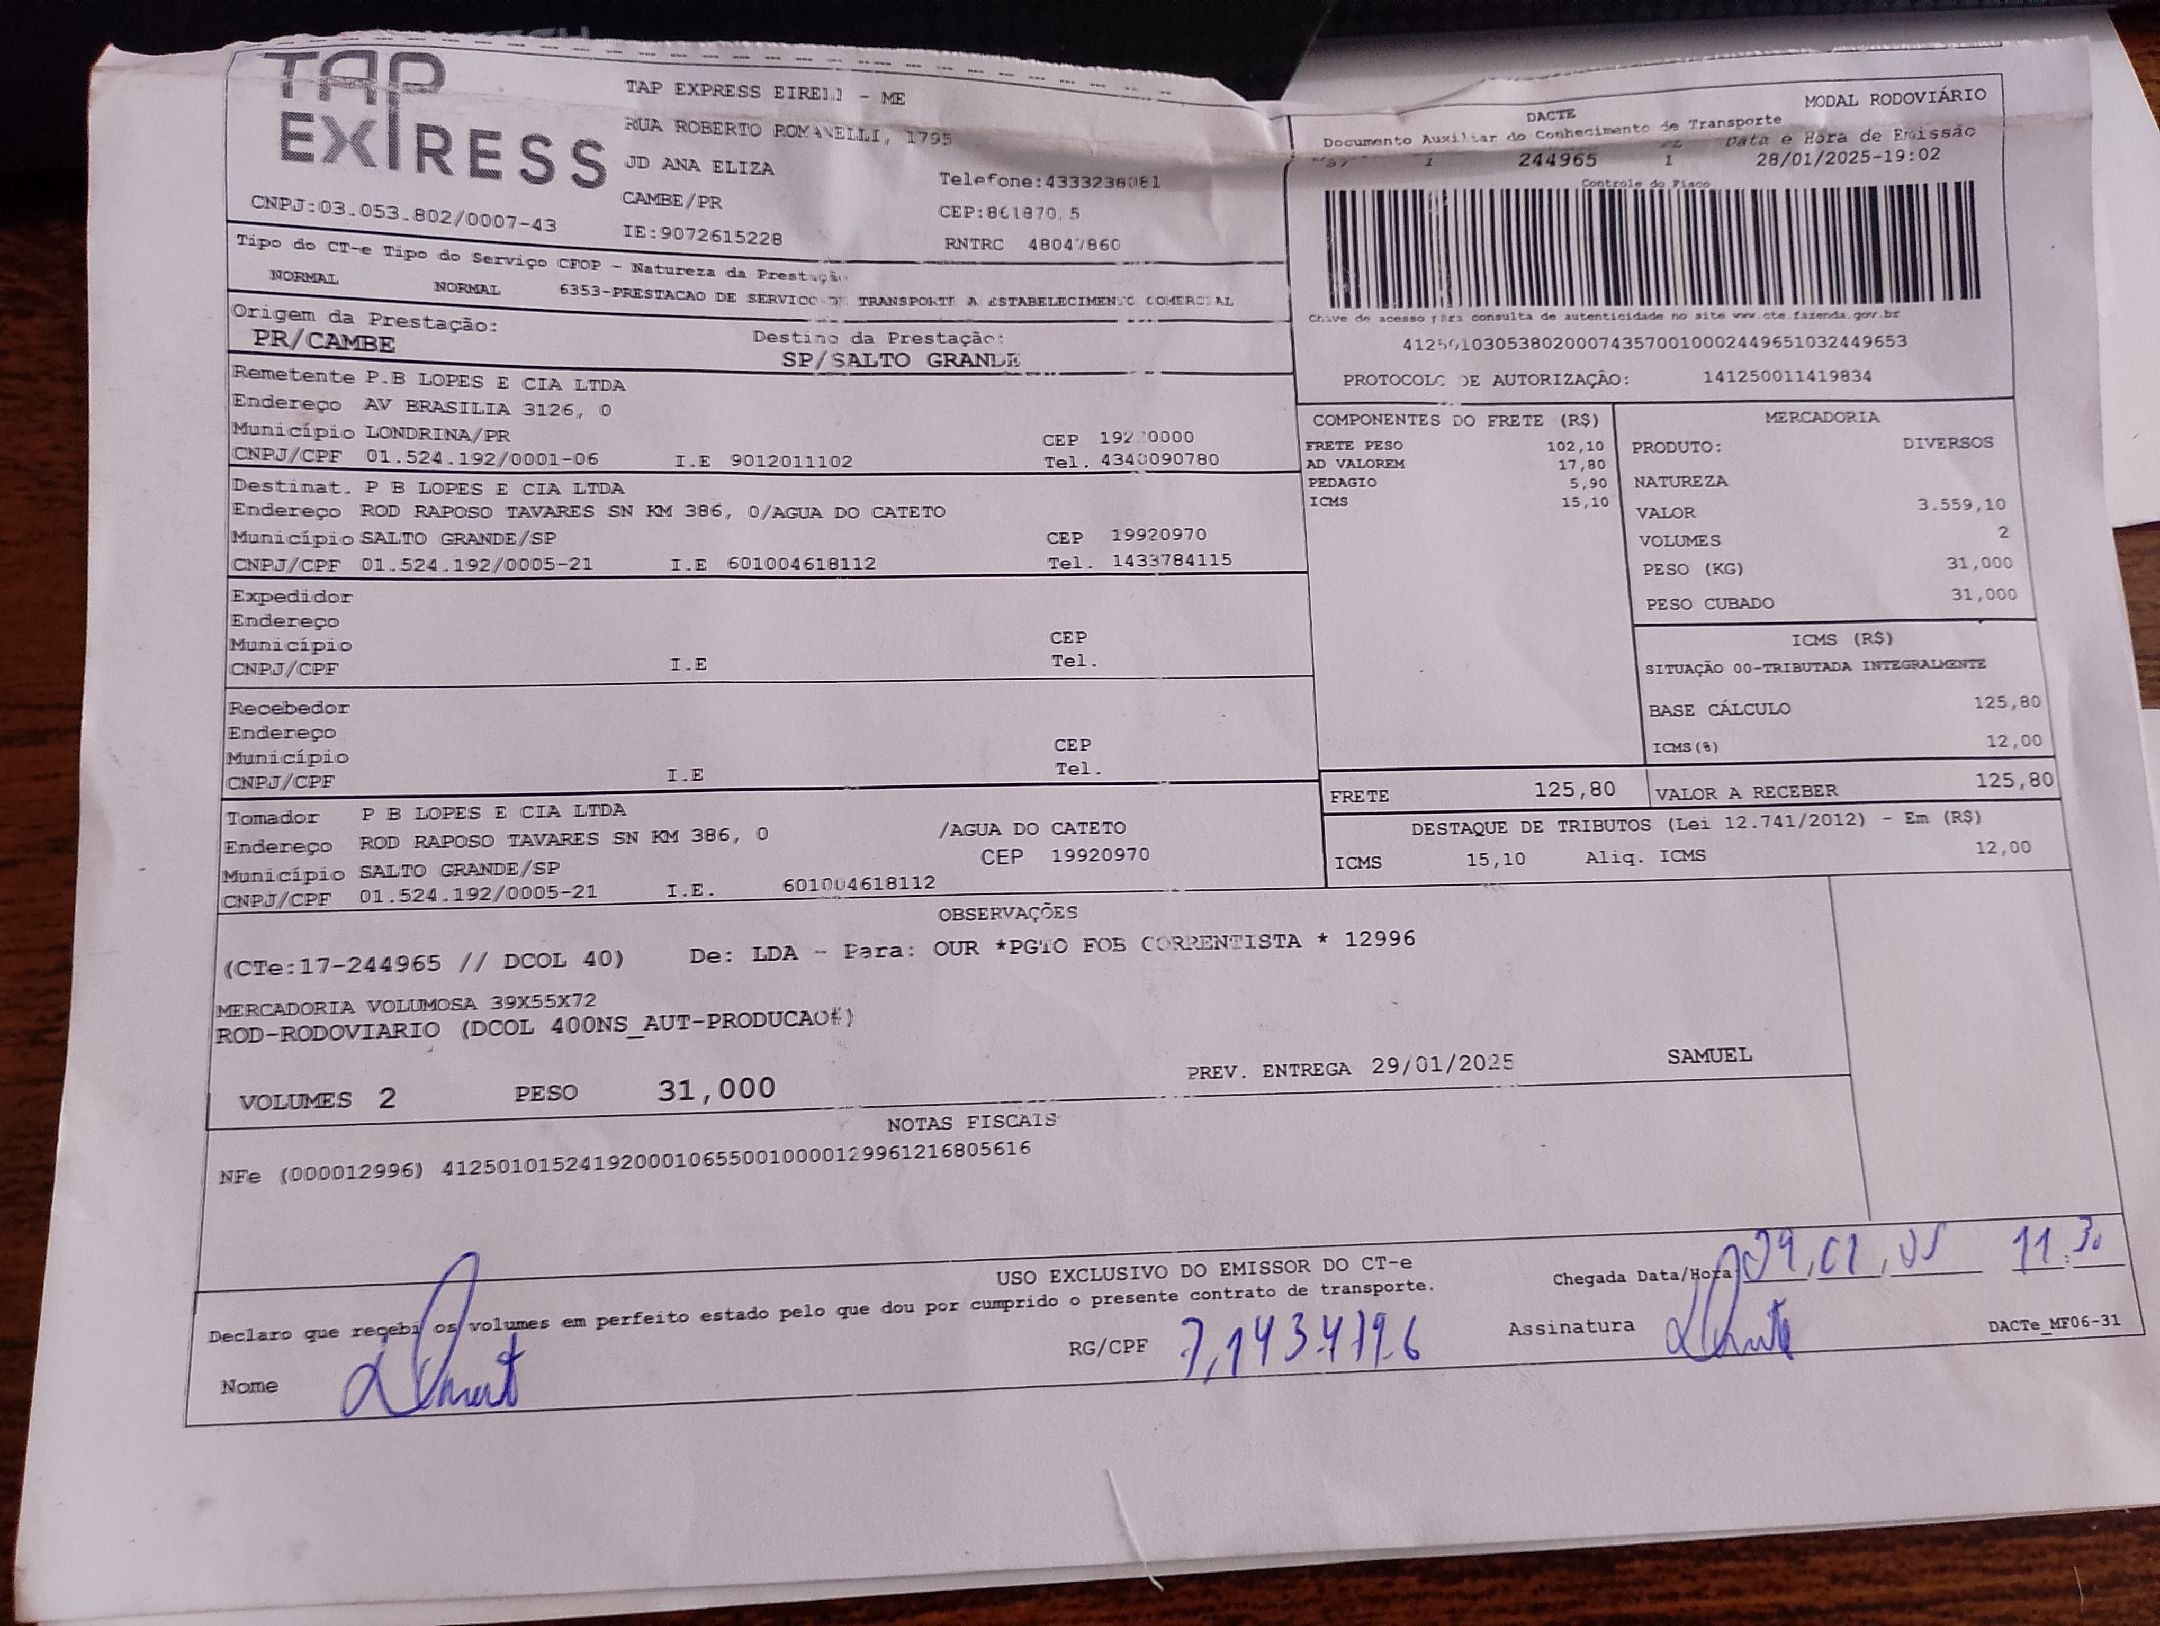 TAP
EXPRESS
CNPJ:03.053.802/0007-43
TAP EXPRESS EIRELI - ME
RUA ROBERTO ROMANELLI, 1795
JD ANA ELIZA
CAMBE/PR
IE:9072615228
Telefone:4333236081
RNTRC 48047860
MODAL RODOVIÁRIO
DACTE
Documento Auxiliar do Conhecimento de Transporte
Data e Hora de Emissão
1 244965 1 28/01/2025-19:02
Controle do Fisco
Chave de acesso para consulta de autenticidade no site www.cte.fazenda.gov.br
41250103053802000743570010002449651032449653
PROTOCOLO DE AUTORIZAÇÃO: 141250011419834
Tipo do CT-e Tipo do Serviço CFOP - Natureza da Prestação
NORMAL NORMAL 6353-PRESTACAO DE SERVICO DE TRANSPORTE A ESTABELECIMENTO COMERCIAL
Origem da Prestação:
PR/CAMBE
Destino da Prestação:
SP/SALTO GRANDE
Remetente P.B LOPES E CIA LTDA
Endereço AV BRASILIA 3126, 0
Município LONDRINA/PR CEP
CNPJ/CPF 01.524.192/0001-06 I.E 9012011102 Tel. 4340090780
Destinat. P B LOPES E CIA LTDA
Endereço ROD RAPOSO TAVARES SN KM 386, 0/AGUA DO CATETO
Município SALTO GRANDE/SP CEP 19920970
CNPJ/CPF 01.524.192/0005-21 I.E 601004618112 Tel. 1433784115
Expedidor
Endereço
Município CEP
CNPJ/CPF I.E Tel.
Recebedor
Endereço
Município CEP
CNPJ/CPF I.E Tel.
Tomador P B LOPES E CIA LTDA
Endereço ROD RAPOSO TAVARES SN KM 386, 0 /AGUA DO CATETO
Município SALTO GRANDE/SP CEP 19920970
CNPJ/CPF 01.524.192/0005-21 I.E. 601004618112
COMPONENTES DO FRETE (R$)
FRETE PESO 102,10
AD VALOREM 17,80
PEDAGIO 5,90
ICMS 15,10
MERCADORIA
PRODUTO: DIVERSOS
NATUREZA
VALOR 3.559,10
VOLUMES 2
PESO (KG) 31,000
PESO CUBADO 31,000
ICMS (R$)
SITUAÇÃO 00-TRIBUTADA INTEGRALMENTE
BASE CÁLCULO 125,80
ICMS(%) 12,00
FRETE 125,80 VALOR A RECEBER 125,80
DESTAQUE DE TRIBUTOS (Lei 12.741/2012) - Em (R$)
ICMS 15,10 Aliq. ICMS 12,00
OBSERVAÇÕES
(CTe:17-244965 // DCOL 40) De: LDA - Para: OUR *PGTO FOB CORRENTISTA * 12996
MERCADORIA VOLUMOSA 39X55X72
ROD-RODOVIARIO (DCOL 400NS_AUT-PRODUCAO#)
VOLUMES 2 PESO 31,000 PREV. ENTREGA 29/01/2025 SAMUEL
NOTAS FISCAIS
NFe (000012996) 41250101524192000106550010000129961216805616
USO EXCLUSIVO DO EMISSOR DO CT-e
Declaro que recebi os volumes em perfeito estado pelo que dou por cumprido o presente contrato de transporte.
Chegada Data/Hora 11:30
Nome RG/CPF Assinatura
DACTe_MF06-31